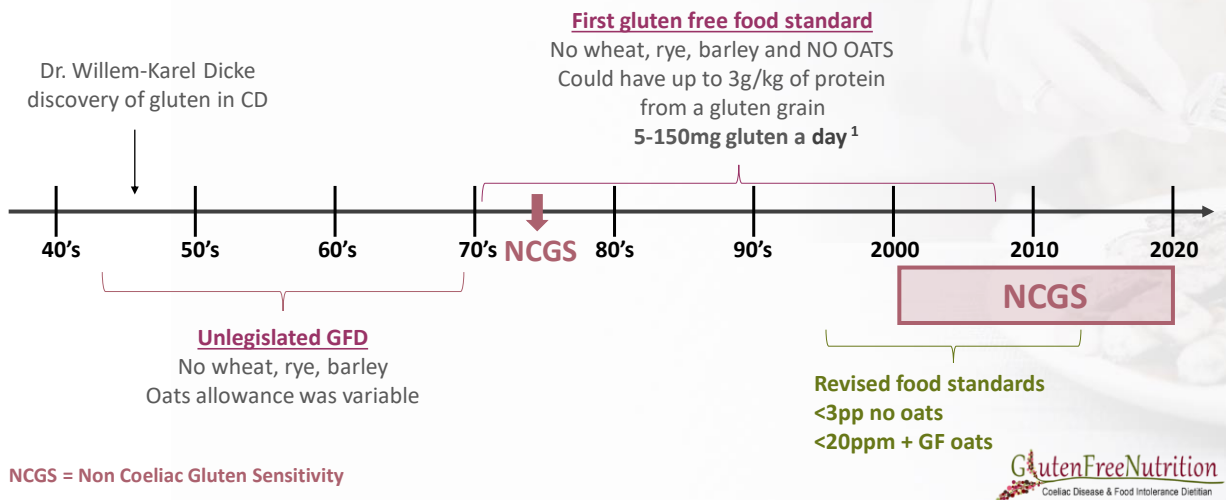 First gluten free food standard
No wheat, rye, barley and NO OATS
Could have up to 3g/kg of protein
from a gluten grain
5-150mg gluten a day 1
Dr. Willem-Karel Dicke
discovery of gluten in CD
40's 50's 60's 70's NCGS 80's 90's 2000 2010 2020
NCGS
Unlegislated GFD
No wheat, rye, barley
Oats allowance was variable
Revised food standards
<3pp no oats
<20ppm + GF oats
NCGS = Non Coeliac Gluten Sensitivity
GlutenFreeNutrition
Coeliac Disease & Food Intolerance Dietitian